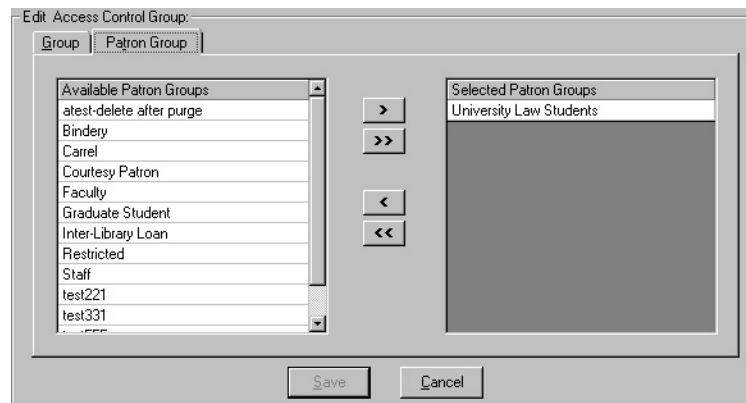 Edit Access Control Group:
Group
Patron Group
Available Patron Groups
atest-delete after purge
Bindery
Carrel
Courtesy Patron
Faculty
Graduate Student
Inter-Library Loan
Restricted
Staff
test221
test331
>
>>
<
<<
Selected Patron Groups
University Law Students
Save
Cancel